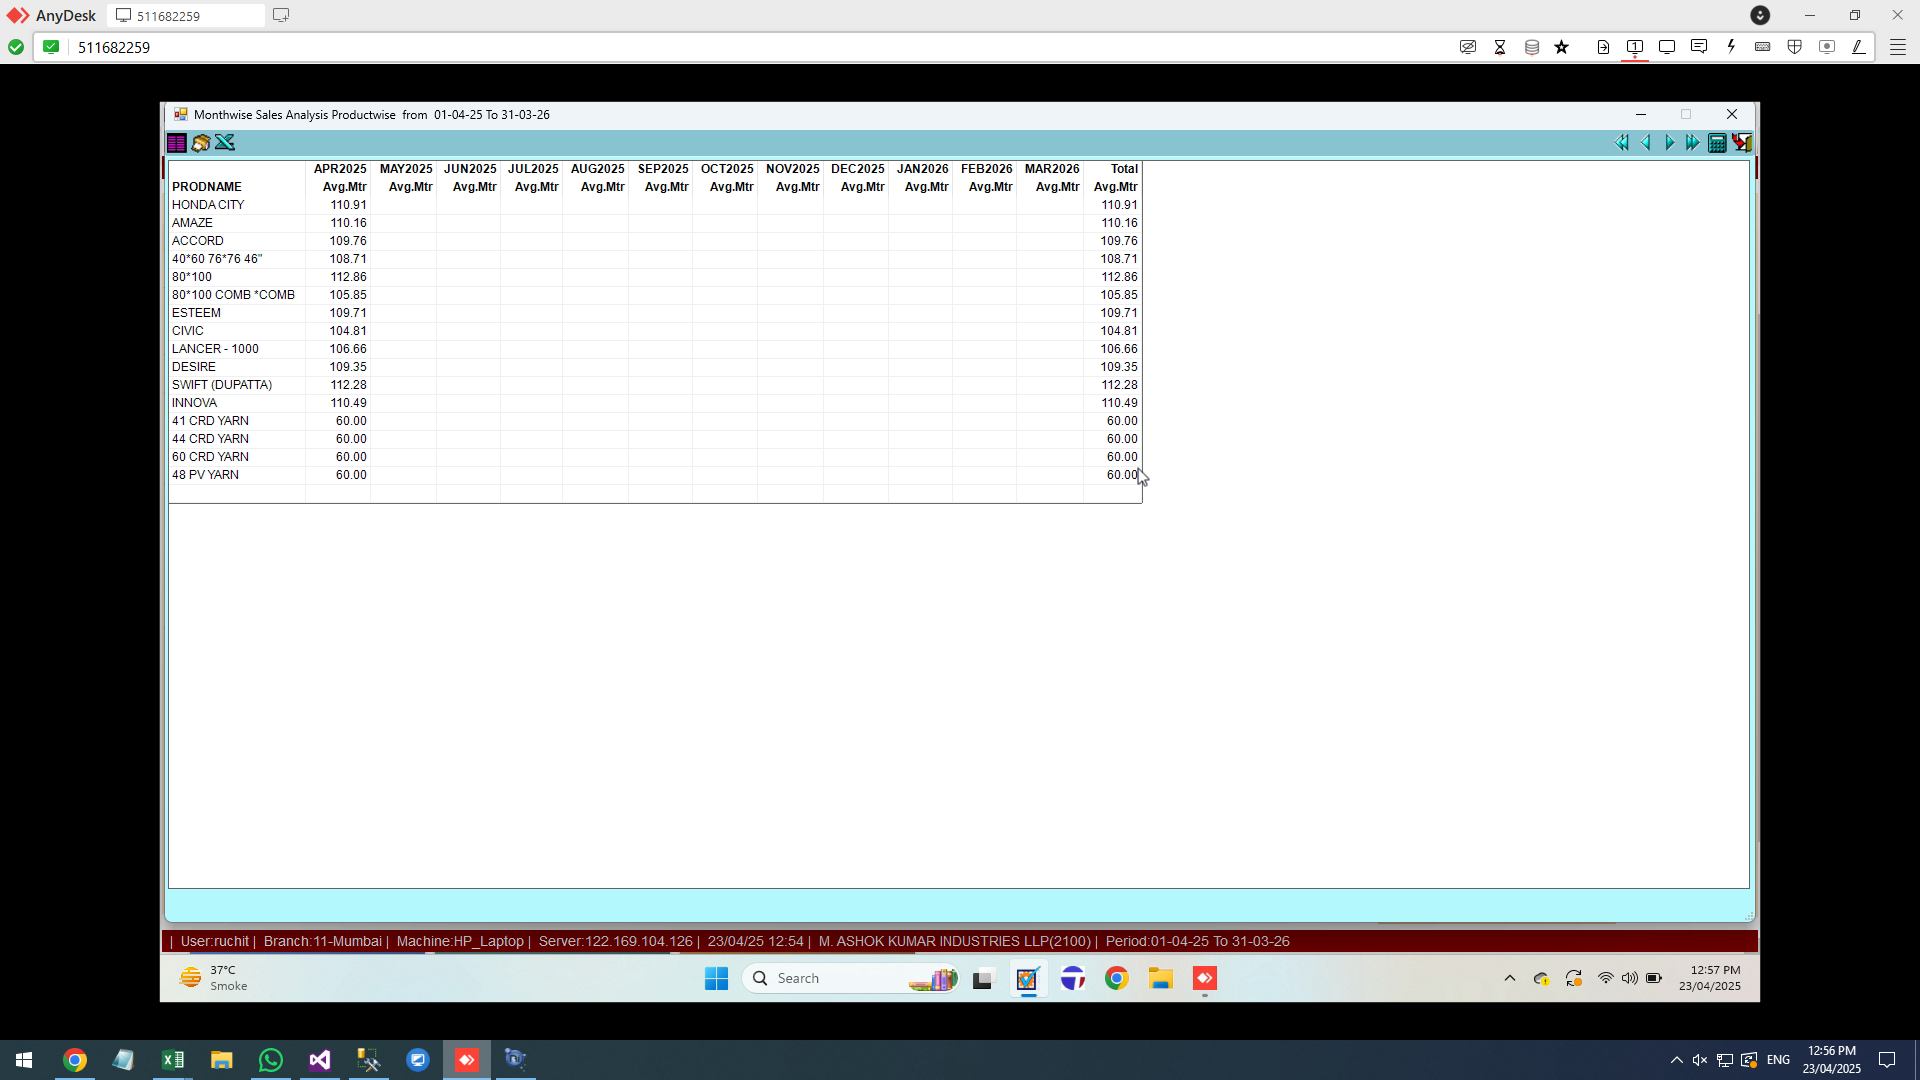 AnyDesk 511682259
511682259
Monthwise Sales Analysis Productwise from 01-04-25 To 31-03-26
APR2025 MAY2025 JUN2025 JUL2025 AUG2025 SEP2025 OCT2025 NOV2025 DEC2025 JAN2026 FEB2026 MAR2026 Total
PRODNAME Avg.Mtr Avg.Mtr Avg.Mtr Avg.Mtr Avg.Mtr Avg.Mtr Avg.Mtr Avg.Mtr Avg.Mtr Avg.Mtr Avg.Mtr Avg.Mtr Avg.Mtr
HONDA CITY 110.91 110.91
AMAZE 110.16 110.16
ACCORD 109.76 109.76
40*60 76*76 46" 108.71 108.71
80*100 112.86 112.86
80*100 COMB *COMB 105.85 105.85
ESTEEM 109.71 109.71
CIVIC 104.81 104.81
LANCER - 1000 106.66 106.66
DESIRE 109.35 109.35
SWIFT (DUPATTA) 112.28 112.28
INNOVA 110.49 110.49
41 CRD YARN 60.00 60.00
44 CRD YARN 60.00 60.00
60 CRD YARN 60.00 60.00
48 PV YARN 60.00 60.00
| User:ruchit | Branch:11-Mumbai | Machine:HP_Laptop | Server:122.169.104.126 | 23/04/25 12:54 | M. ASHOK KUMAR INDUSTRIES LLP(2100) | Period:01-04-25 To 31-03-26
37°C
Smoke
Search
12:57 PM
23/04/2025
ENG
12:56 PM
23/04/2025